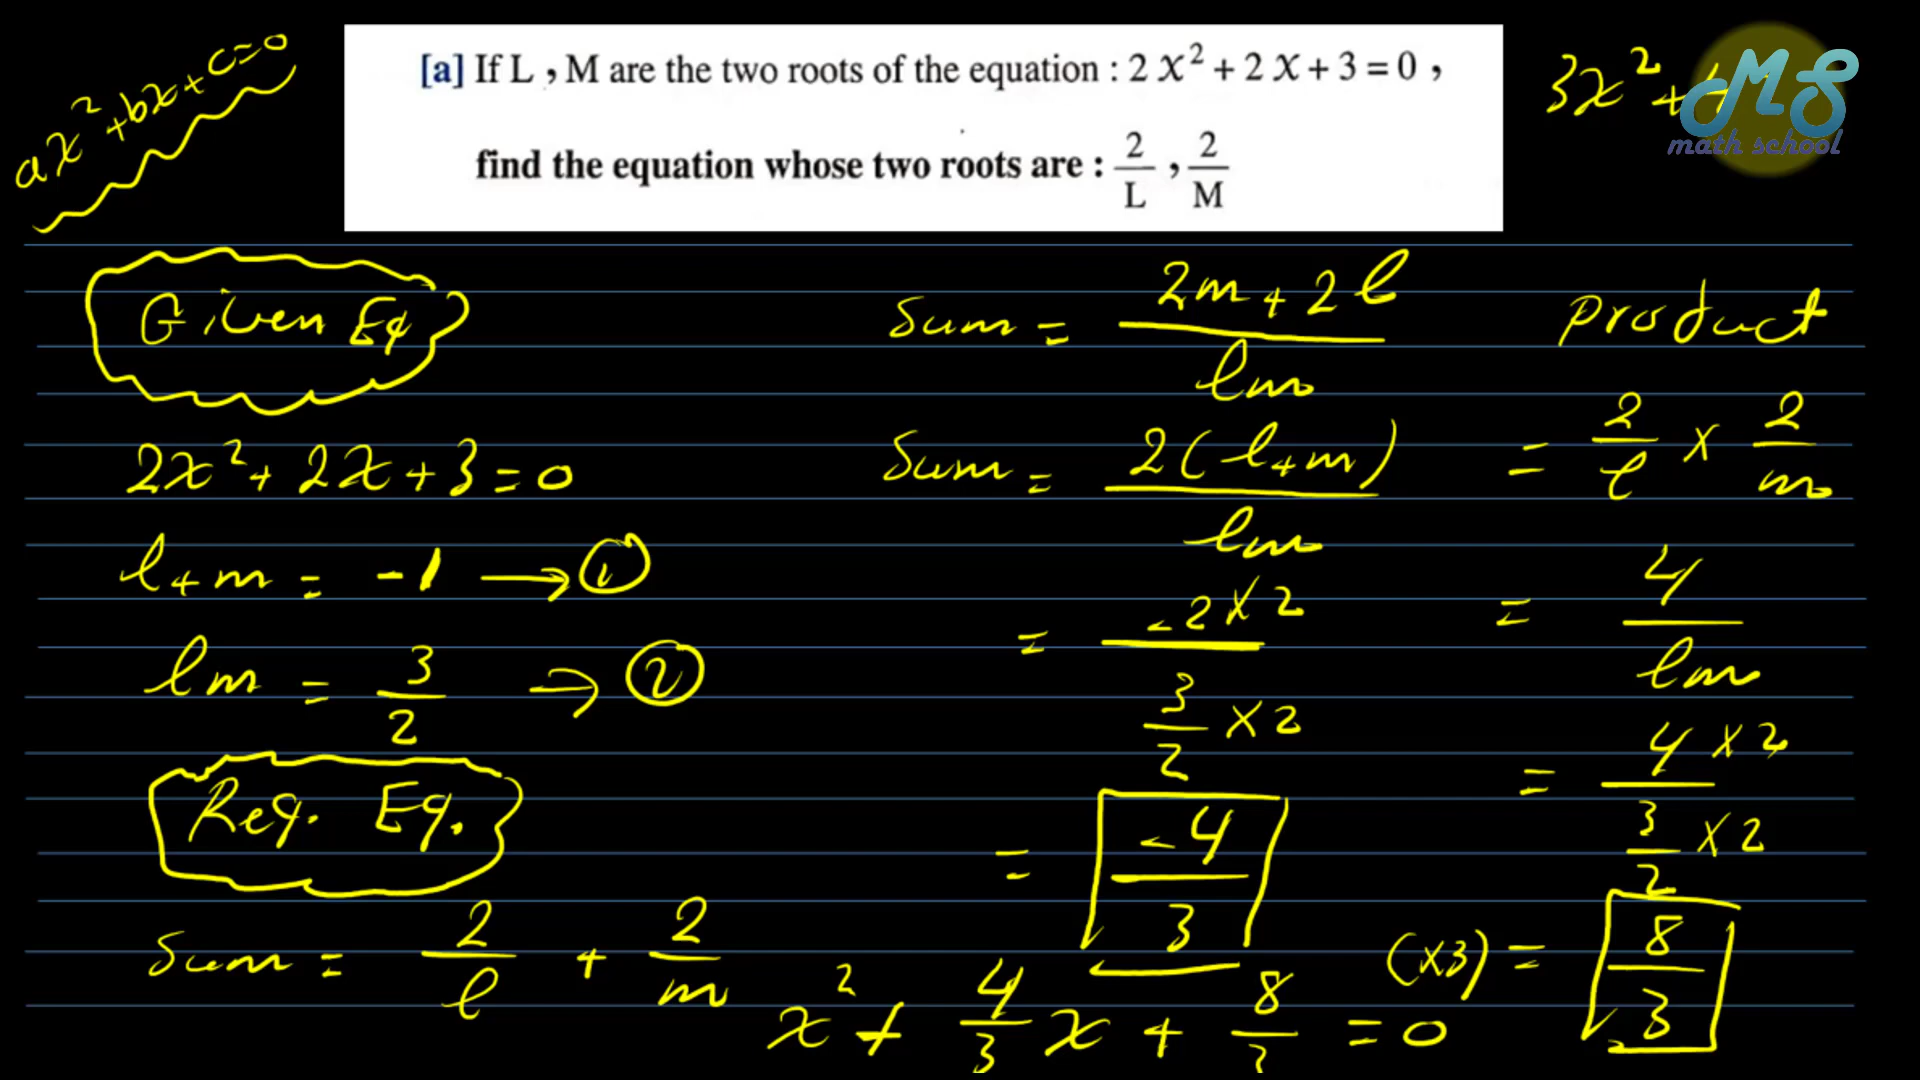 ax² + bx + c = 0
[a] If L , M are the two roots of the equation : 2 x² + 2 x + 3 = 0 ,
find the equation whose two roots are : 2/L , 2/M
3x² + 4
MS
math school
Given Eq
2x² + 2x + 3 = 0
l + m = -1 → ①
lm = 3/2 → ②
Req. Eq.
Sum = 2/l + 2/m
Sum = (2m + 2l)/lm
Sum = 2(l + m)/lm
= (-2 × 2)/(3/2 × 2)
= -4/3
Product
= 2/l × 2/m
= 4/lm
= (4 × 2)/(3/2 × 2)
= 8/3
x² + 4/3 x + 8/3 = 0 (×3)